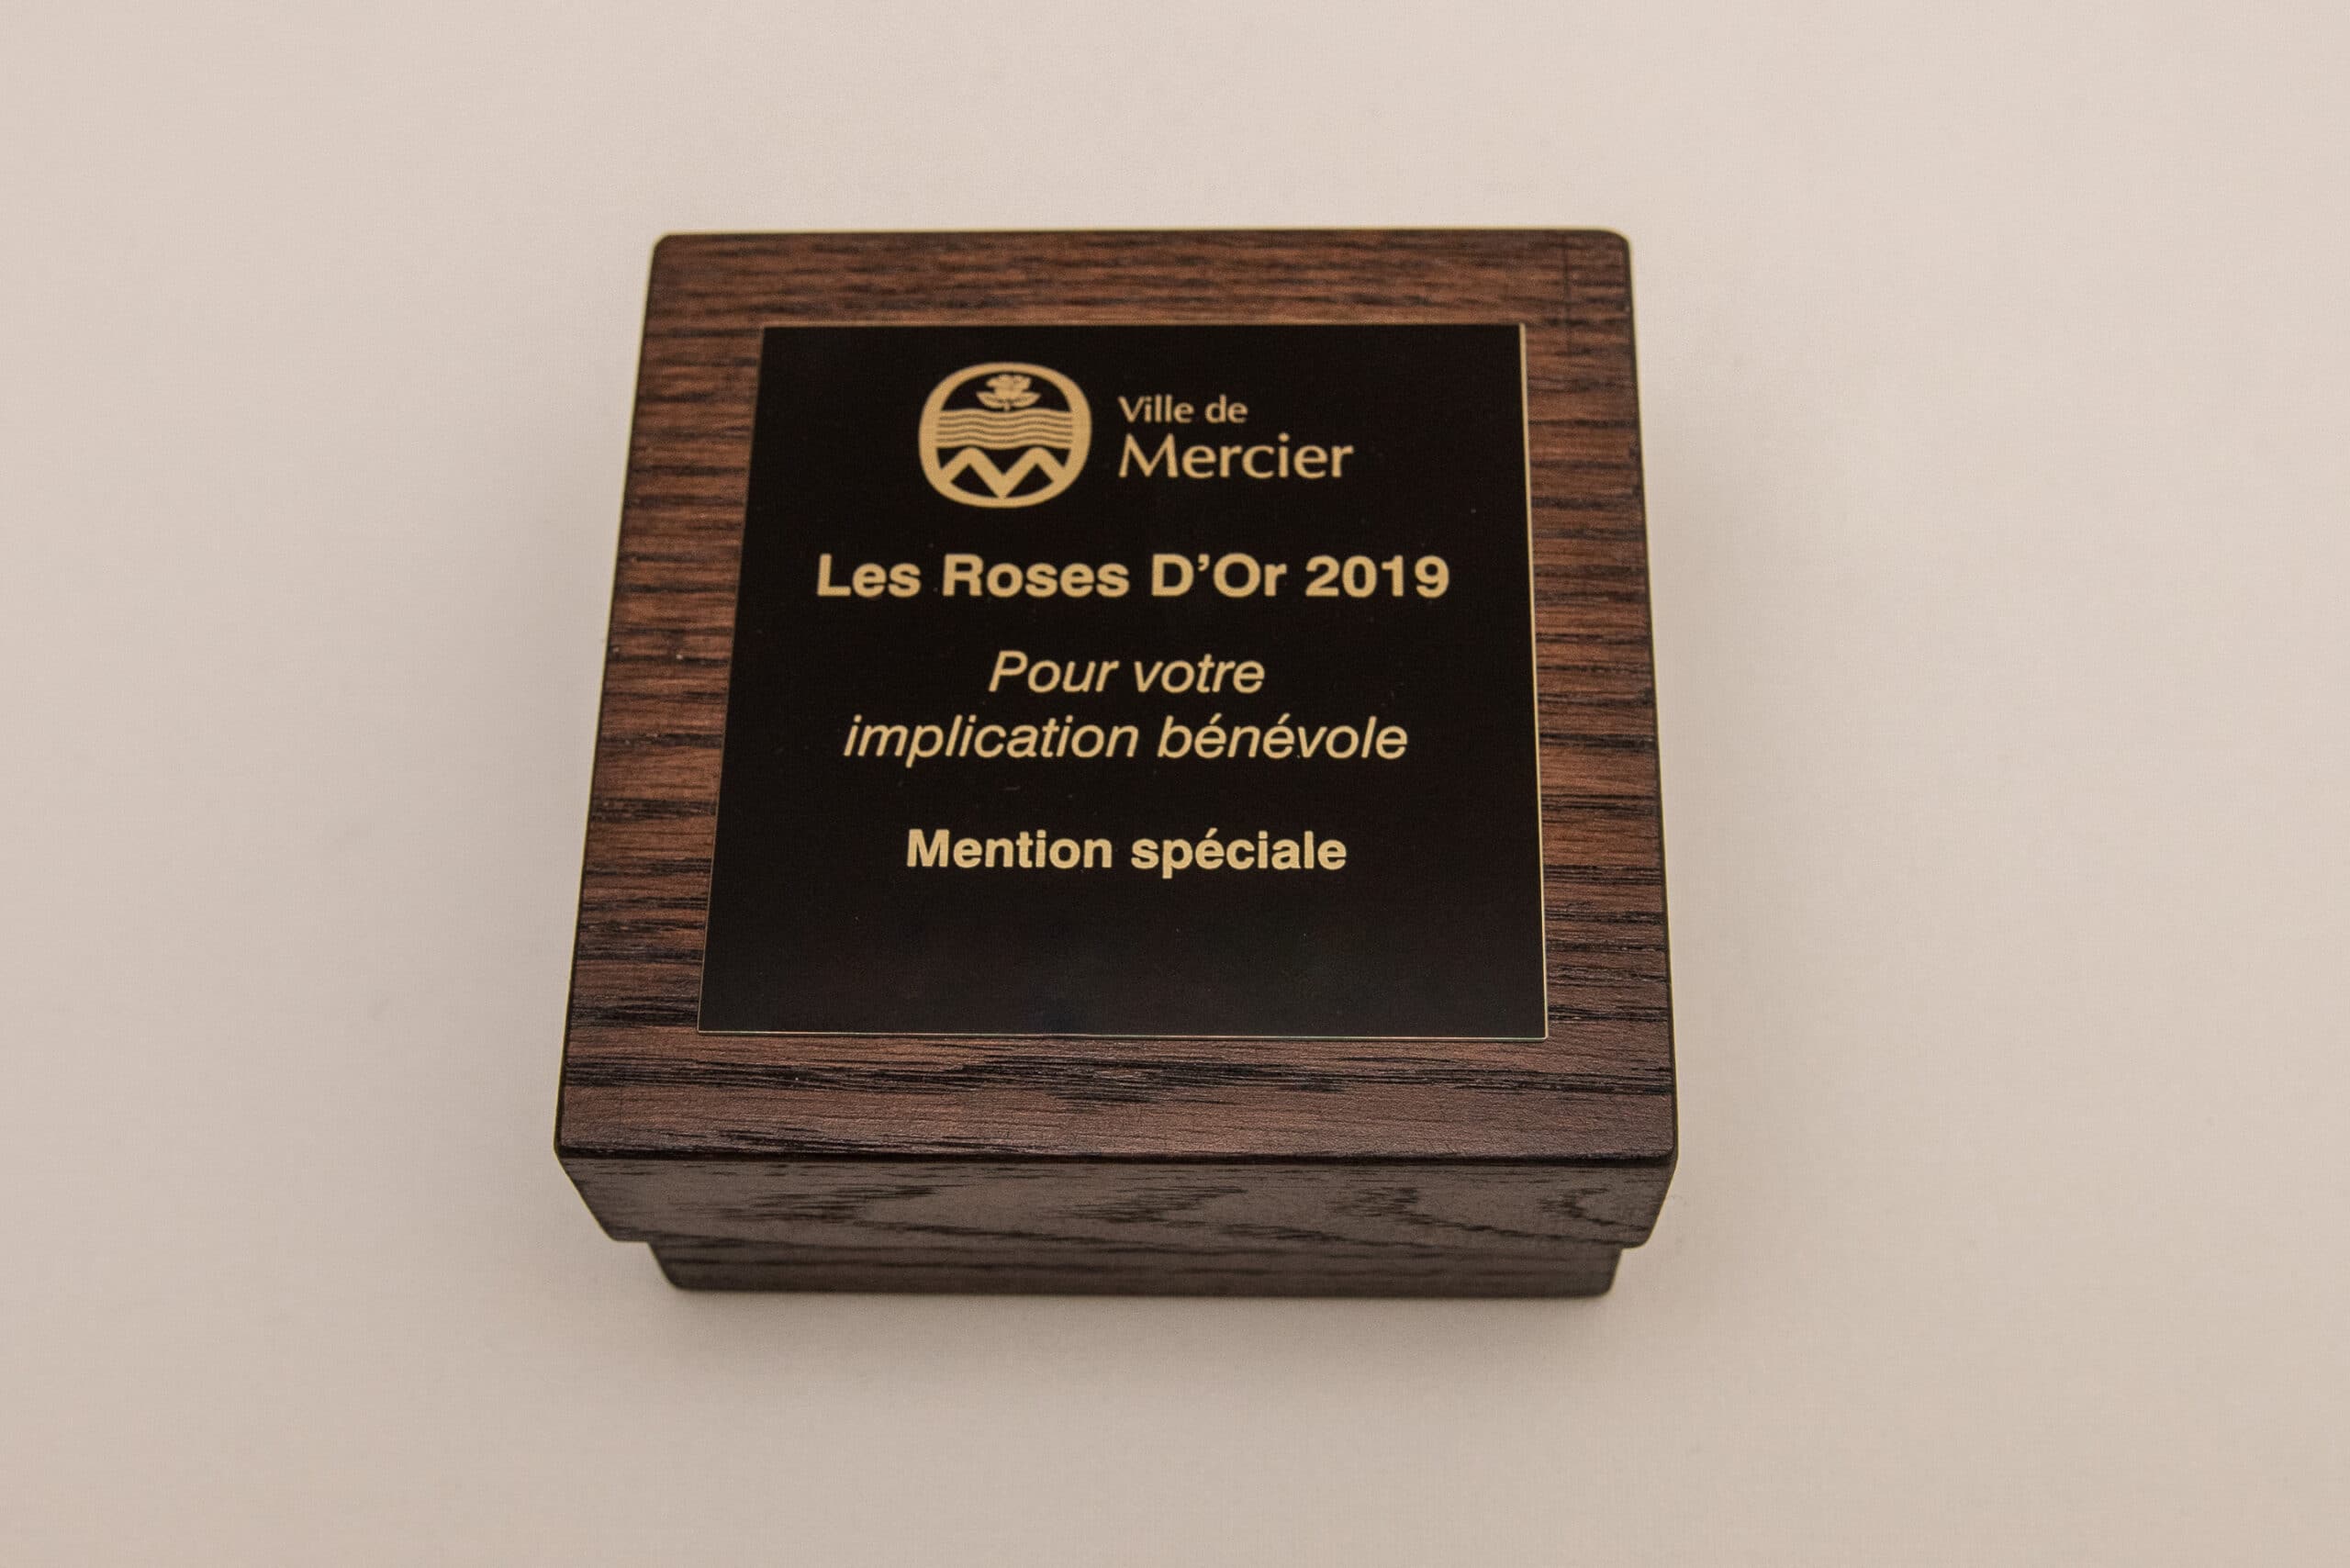 Ville de
Mercier
Les Roses D'Or 2019
Pour votre
implication bénévole
Mention spéciale